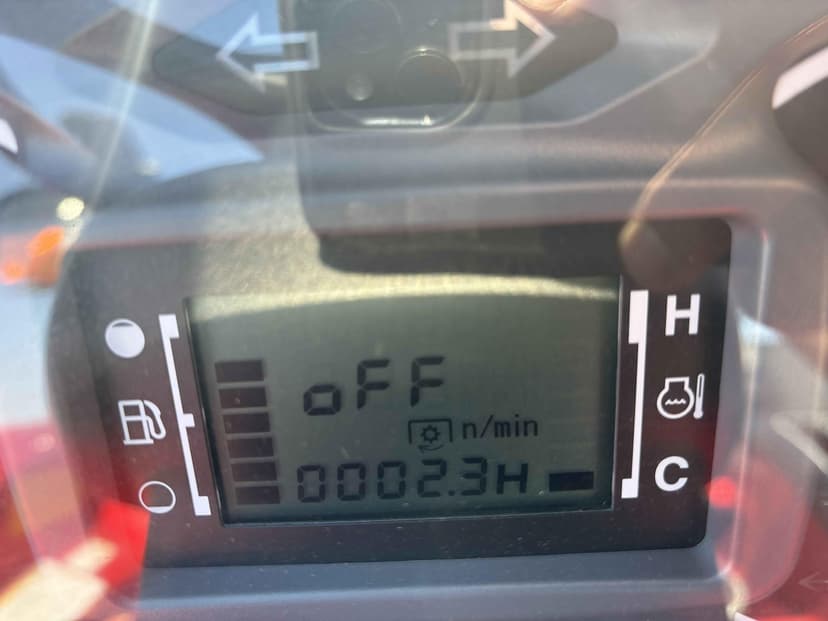 H
oFF
n/min
0002.3H
C